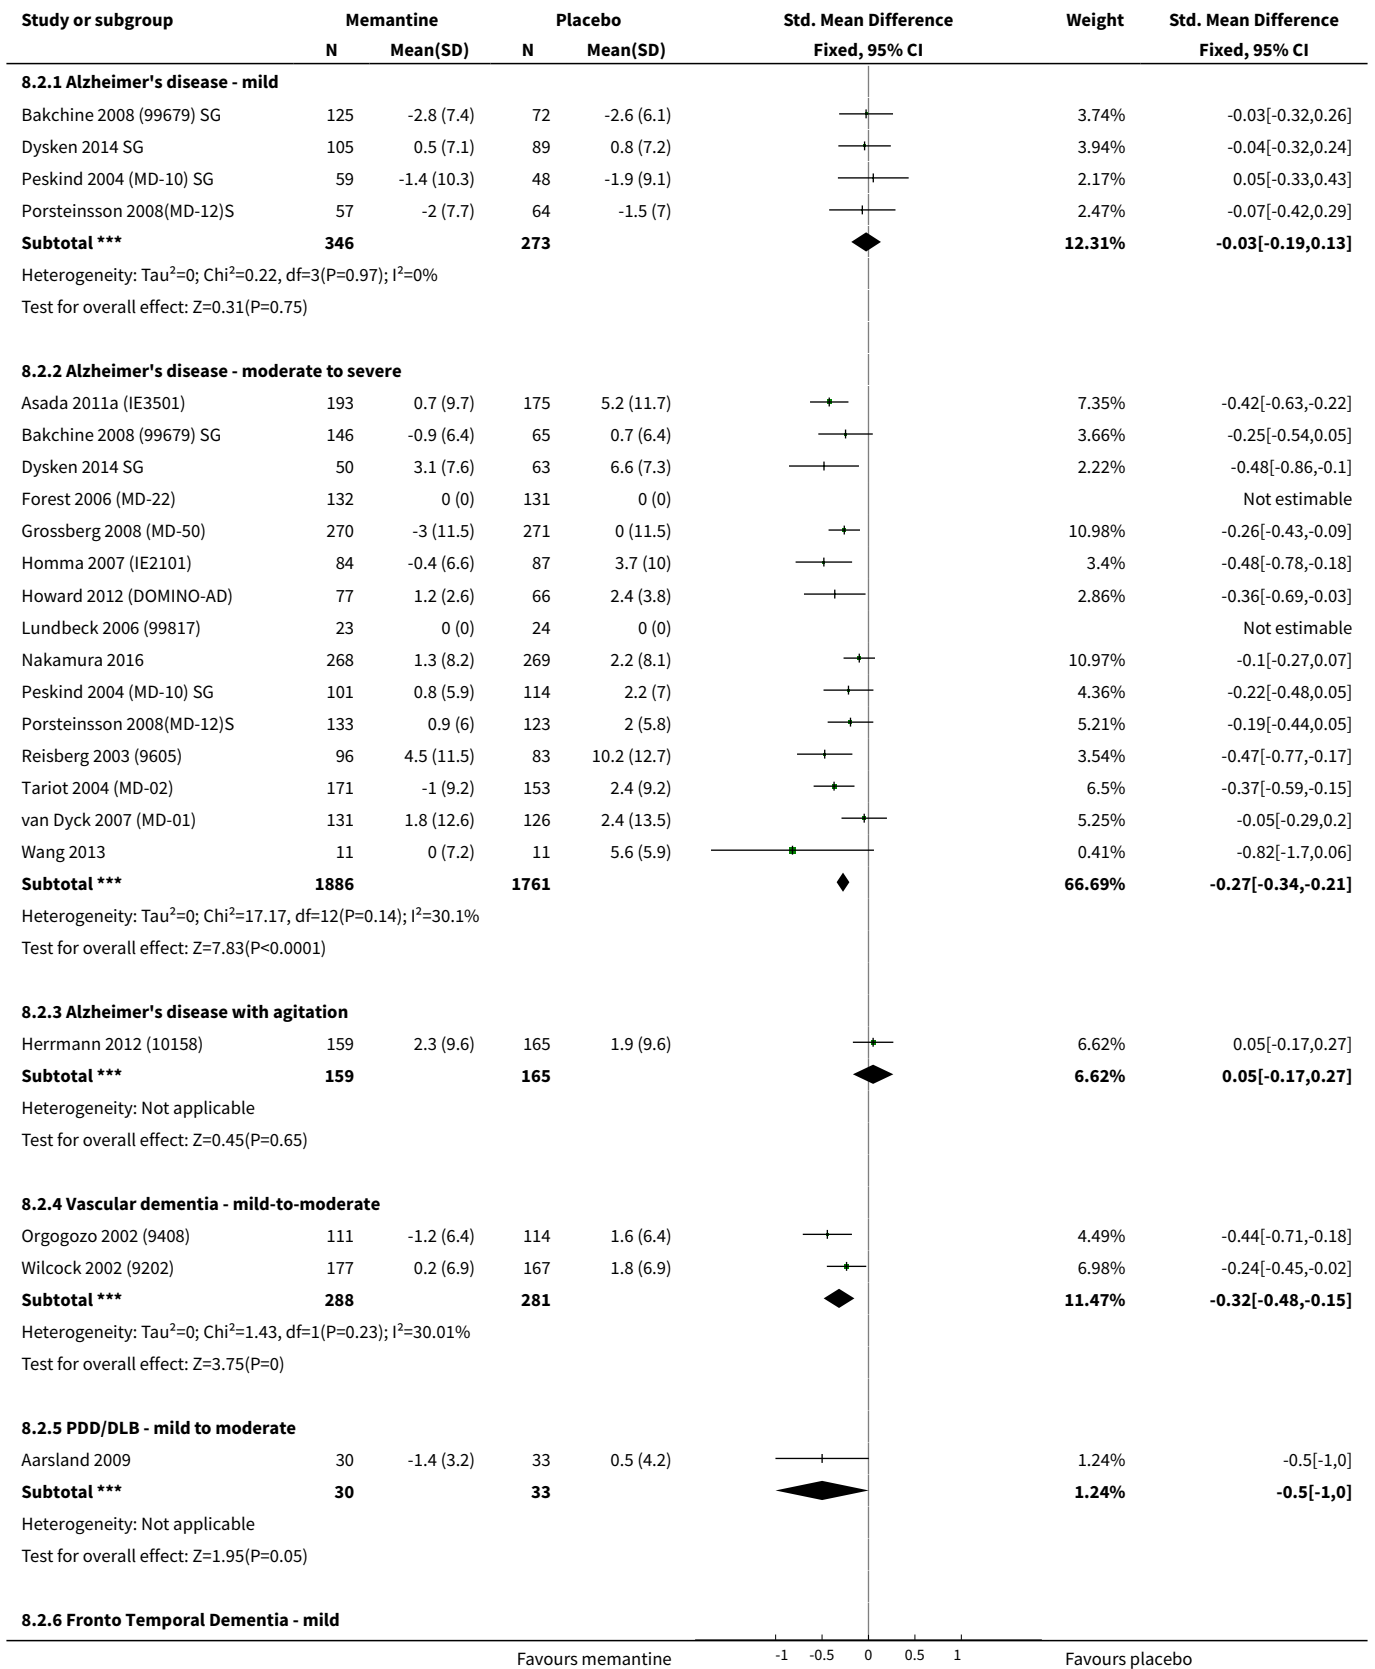 Study or subgroup Memantine Placebo Std. Mean Difference Weight Std. Mean Difference
N Mean(SD) N Mean(SD) Fixed, 95% CI Fixed, 95% CI
8.2.1 Alzheimer's disease - mild
Bakchine 2008 (99679) SG 125 -2.8 (7.4) 72 -2.6 (6.1) 3.74% -0.03[-0.32,0.26]
Dysken 2014 SG 105 0.5 (7.1) 89 0.8 (7.2) 3.94% -0.04[-0.32,0.24]
Peskind 2004 (MD-10) SG 59 -1.4 (10.3) 48 -1.9 (9.1) 2.17% 0.05[-0.33,0.43]
Porsteinsson 2008(MD-12)S 57 -2 (7.7) 64 -1.5 (7) 2.47% -0.07[-0.42,0.29]
Subtotal *** 346 273 12.31% -0.03[-0.19,0.13]
Heterogeneity: Tau²=0; Chi²=0.22, df=3(P=0.97); I²=0%
Test for overall effect: Z=0.31(P=0.75)
8.2.2 Alzheimer's disease - moderate to severe
Asada 2011a (IE3501) 193 0.7 (9.7) 175 5.2 (11.7) 7.35% -0.42[-0.63,-0.22]
Bakchine 2008 (99679) SG 146 -0.9 (6.4) 65 0.7 (6.4) 3.66% -0.25[-0.54,0.05]
Dysken 2014 SG 50 3.1 (7.6) 63 6.6 (7.3) 2.22% -0.48[-0.86,-0.1]
Forest 2006 (MD-22) 132 0 (0) 131 0 (0) Not estimable
Grossberg 2008 (MD-50) 270 -3 (11.5) 271 0 (11.5) 10.98% -0.26[-0.43,-0.09]
Homma 2007 (IE2101) 84 -0.4 (6.6) 87 3.7 (10) 3.4% -0.48[-0.78,-0.18]
Howard 2012 (DOMINO-AD) 77 1.2 (2.6) 66 2.4 (3.8) 2.86% -0.36[-0.69,-0.03]
Lundbeck 2006 (99817) 23 0 (0) 24 0 (0) Not estimable
Nakamura 2016 268 1.3 (8.2) 269 2.2 (8.1) 10.97% -0.1[-0.27,0.07]
Peskind 2004 (MD-10) SG 101 0.8 (5.9) 114 2.2 (7) 4.36% -0.22[-0.48,0.05]
Porsteinsson 2008(MD-12)S 133 0.9 (6) 123 2 (5.8) 5.21% -0.19[-0.44,0.05]
Reisberg 2003 (9605) 96 4.5 (11.5) 83 10.2 (12.7) 3.54% -0.47[-0.77,-0.17]
Tariot 2004 (MD-02) 171 -1 (9.2) 153 2.4 (9.2) 6.5% -0.37[-0.59,-0.15]
van Dyck 2007 (MD-01) 131 1.8 (12.6) 126 2.4 (13.5) 5.25% -0.05[-0.29,0.2]
Wang 2013 11 0 (7.2) 11 5.6 (5.9) 0.41% -0.82[-1.7,0.06]
Subtotal *** 1886 1761 66.69% -0.27[-0.34,-0.21]
Heterogeneity: Tau²=0; Chi²=17.17, df=12(P=0.14); I²=30.1%
Test for overall effect: Z=7.83(P<0.0001)
8.2.3 Alzheimer's disease with agitation
Herrmann 2012 (10158) 159 2.3 (9.6) 165 1.9 (9.6) 6.62% 0.05[-0.17,0.27]
Subtotal *** 159 165 6.62% 0.05[-0.17,0.27]
Heterogeneity: Not applicable
Test for overall effect: Z=0.45(P=0.65)
8.2.4 Vascular dementia - mild-to-moderate
Orgogozo 2002 (9408) 111 -1.2 (6.4) 114 1.6 (6.4) 4.49% -0.44[-0.71,-0.18]
Wilcock 2002 (9202) 177 0.2 (6.9) 167 1.8 (6.9) 6.98% -0.24[-0.45,-0.02]
Subtotal *** 288 281 11.47% -0.32[-0.48,-0.15]
Heterogeneity: Tau²=0; Chi²=1.43, df=1(P=0.23); I²=30.01%
Test for overall effect: Z=3.75(P=0)
8.2.5 PDD/DLB - mild to moderate
Aarsland 2009 30 -1.4 (3.2) 33 0.5 (4.2) 1.24% -0.5[-1,0]
Subtotal *** 30 33 1.24% -0.5[-1,0]
Heterogeneity: Not applicable
Test for overall effect: Z=1.95(P=0.05)
8.2.6 Fronto Temporal Dementia - mild
Favours memantine -1 -0.5 0 0.5 1 Favours placebo